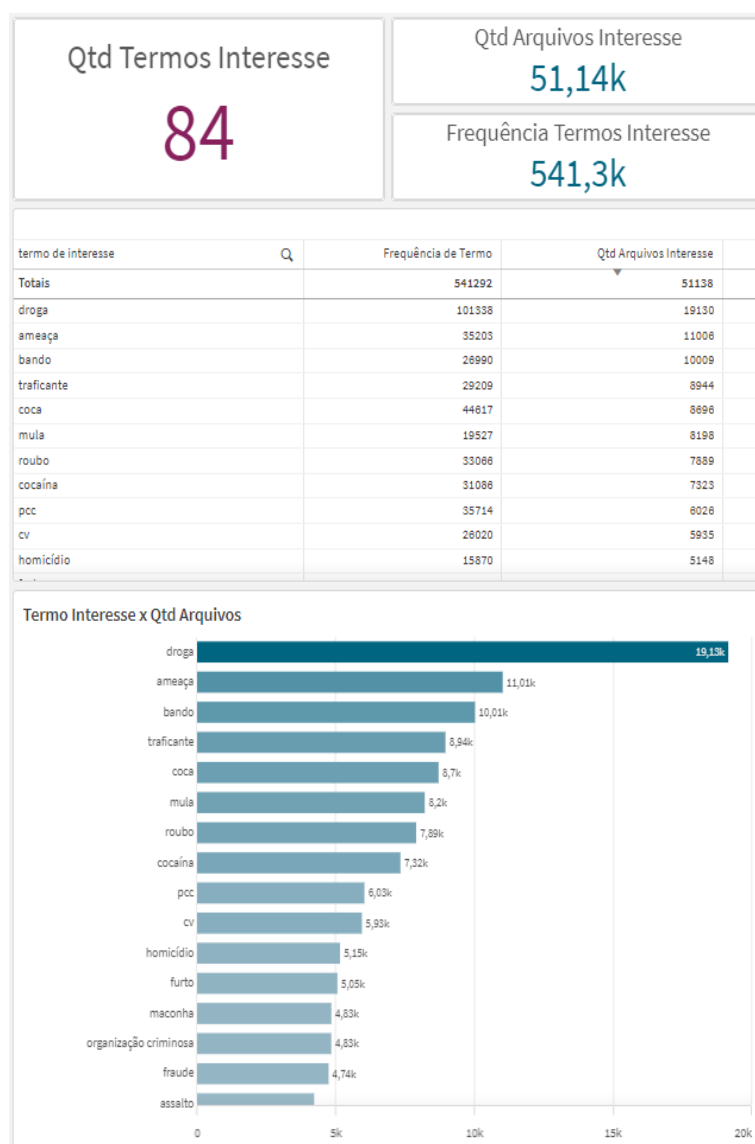 Qtd Termos Interesse
84
Qtd Arquivos Interesse
51,14k
Frequência Termos Interesse
541,3k
termo de interesse Frequência de Termo Qtd Arquivos Interesse
Totais 541292 51138
droga 101338 19130
ameaça 35203 11006
bando 26990 10009
traficante 29209 8944
coca 44617 8696
mula 19527 8198
roubo 33066 7889
cocaína 31086 7323
pcc 35714 6026
cv 26020 5935
homicídio 15870 5148
Termo Interesse x Qtd Arquivos
droga 19,13k
ameaça 11,01k
bando 10,01k
traficante 8,94k
coca 8,7k
mula 8,2k
roubo 7,89k
cocaína 7,32k
pcc 6,03k
cv 5,93k
homicídio 5,15k
furto 5,05k
maconha 4,83k
organização criminosa 4,83k
fraude 4,74k
assalto
0 5k 10k 15k 20k